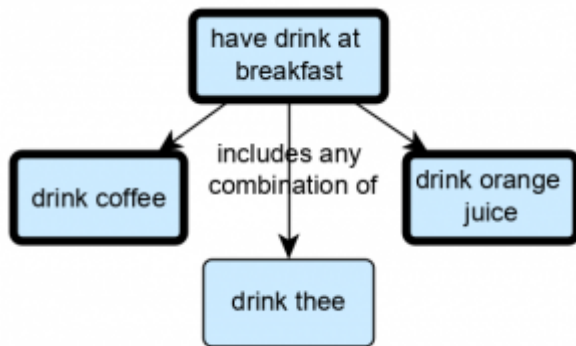 have drink at
breakfast
includes any
combination of
drink coffee
drink orange
juice
drink thee